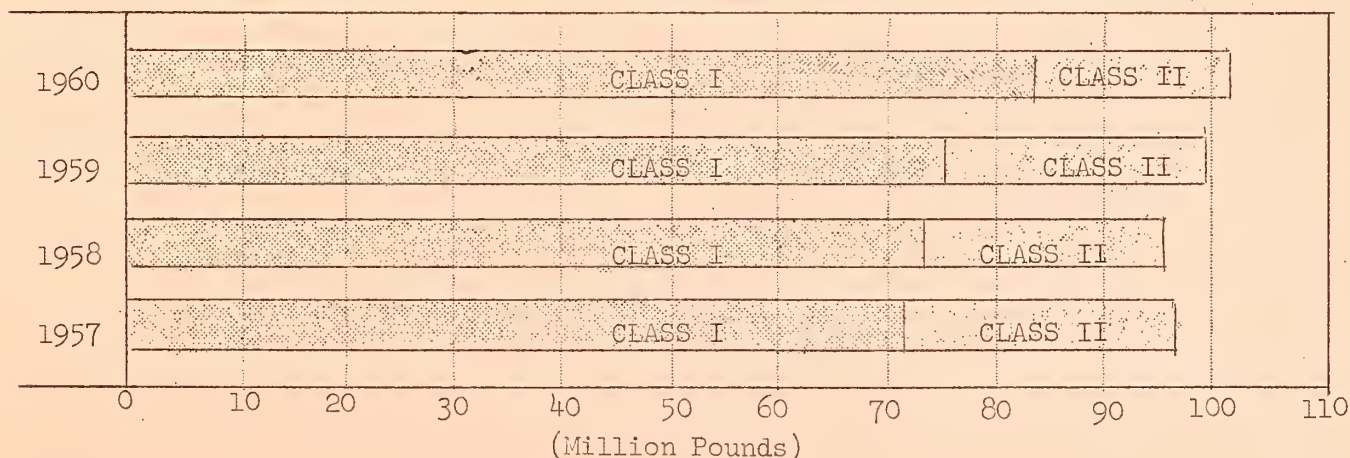 1960 CLASS I CLASS II
1959 CLASS I CLASS II
1958 CLASS I CLASS II
1957 CLASS I CLASS II
0 10 20 30 40 50 60 70 80 90 100 110
(Million Pounds)